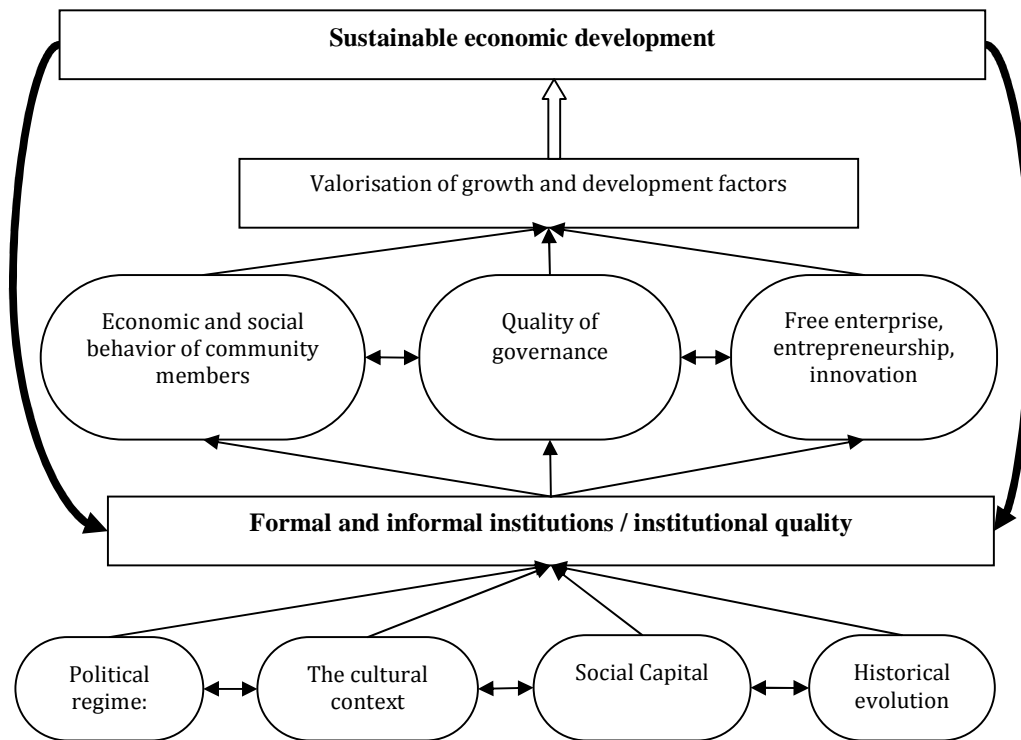 Sustainable economic development
Valorisation of growth and development factors
Economic and social
behavior of community
members
Quality of
governance
Free enterprise,
entrepreneurship,
innovation
Formal and informal institutions / institutional quality
Political
regime:
The cultural
context
Social Capital
Historical
evolution